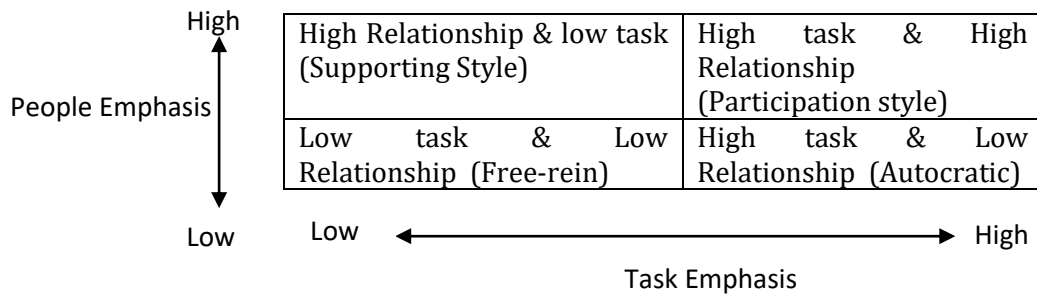 High
People Emphasis
Low
High Relationship & low task
(Supporting Style)
High task & High
Relationship
(Participation style)
Low task & Low
Relationship (Free-rein)
High task & Low
Relationship (Autocratic)
Low
High
Task Emphasis